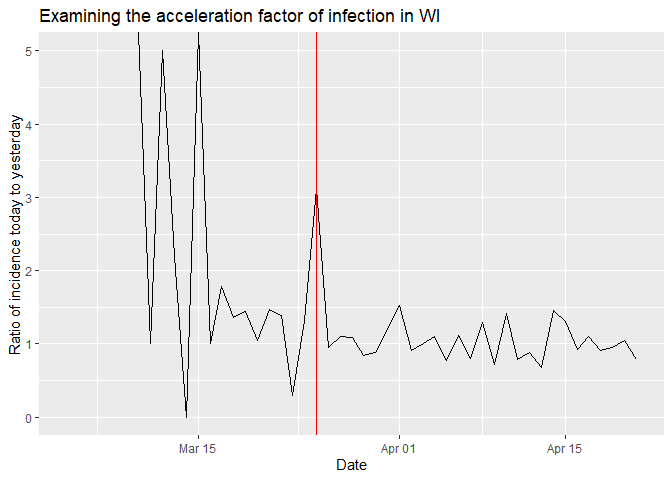 Examining the acceleration factor of infection in WI
Ratio of incidence today to yesterday
5
4
3
2
1
0
Mar 15
Apr 01
Apr 15
Date